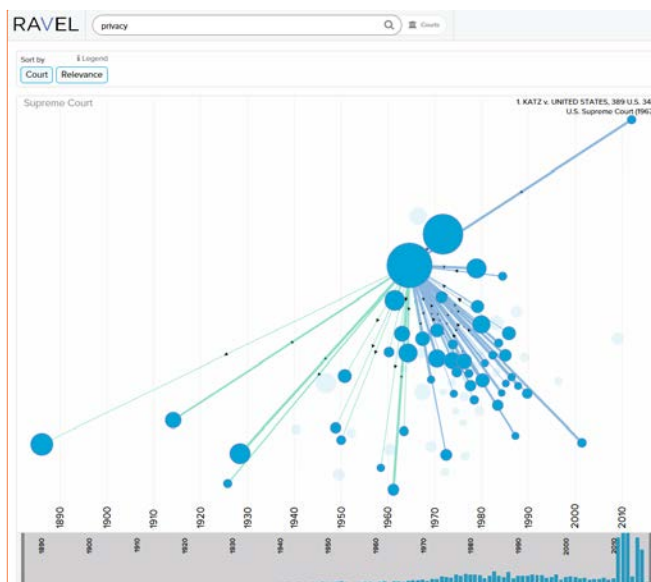 RAVEL privacy Courts
Sort by Legend
Court Relevance
Supreme Court
1. KATZ v. UNITED STATES, 389 U.S. 34
U.S. Supreme Court (1967
1890 1900 1910 1920 1930 1940 1950 1960 1970 1980 1990 2000 2010
1890 1900 1910 1920 1930 1940 1950 1960 1970 1980 1990 2000 2010